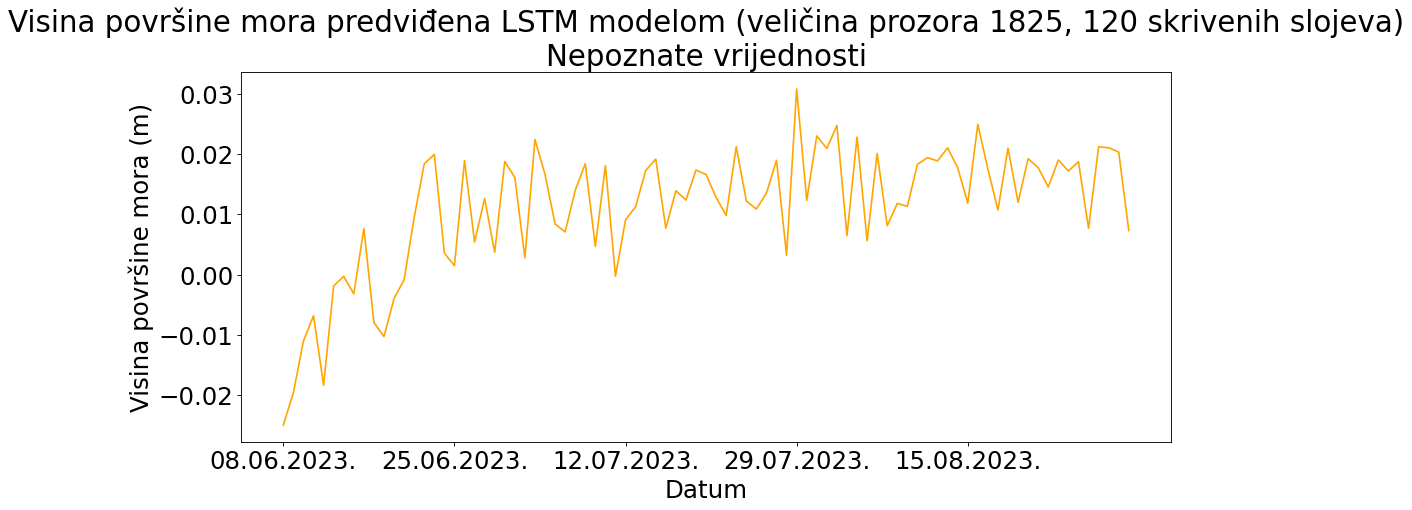 Visina površine mora predviđena LSTM modelom (veličina prozora 1825, 120 skrivenih slojeva)
Nepoznate vrijednosti
Visina površine mora (m)
0.03
0.02
0.01
0.00
−0.01
−0.02
08.06.2023. 25.06.2023. 12.07.2023. 29.07.2023. 15.08.2023.
Datum